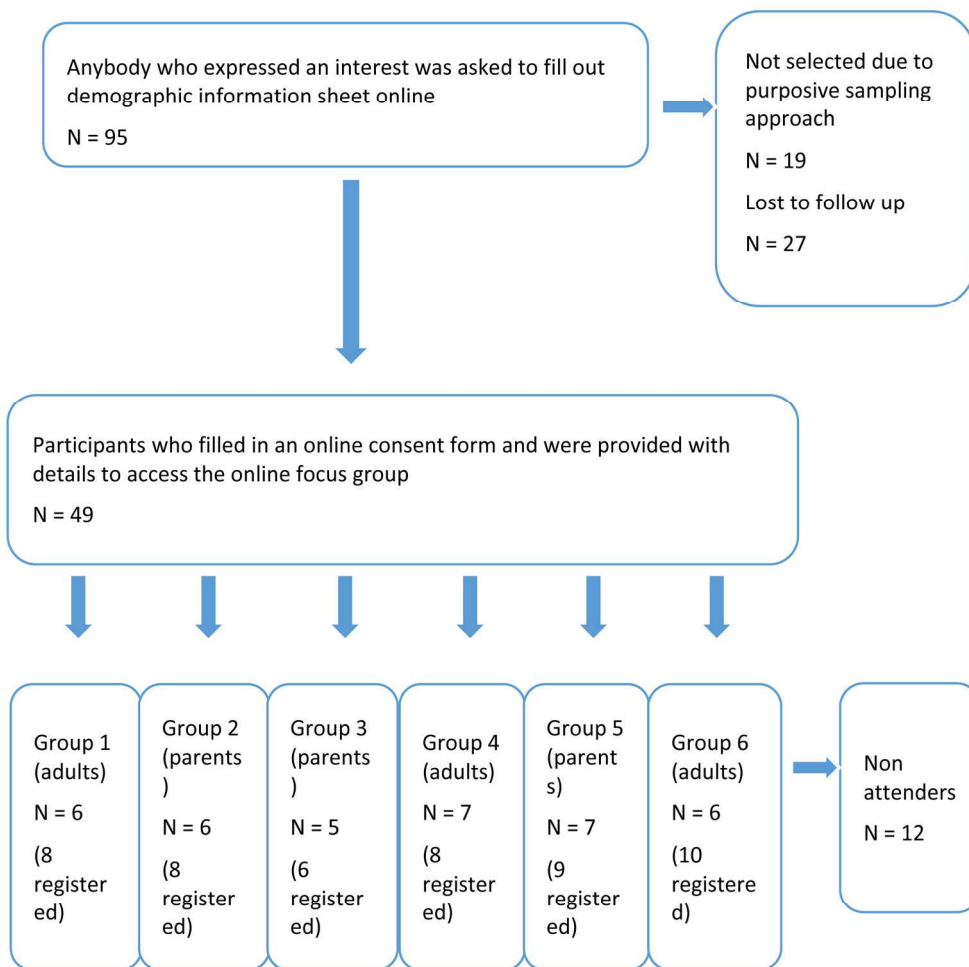 Anybody who expressed an interest was asked to fill out
demographic information sheet online
N = 95
Not selected due to
purposive sampling
approach
N = 19
Lost to follow up
N = 27
Participants who filled in an online consent form and were provided with
details to access the online focus group
N = 49
Group 1
(adults)
N = 6
(8
register
ed)
Group 2
(parents
)
N = 6
(8
register
ed)
Group 3
(parents
)
N = 5
(6
register
ed)
Group 4
(adults)
N = 7
(8
register
ed)
Group 5
(parent
s)
N = 7
(9
register
ed)
Group 6
(adults)
N = 6
(10
registere
d)
Non
attenders
N = 12